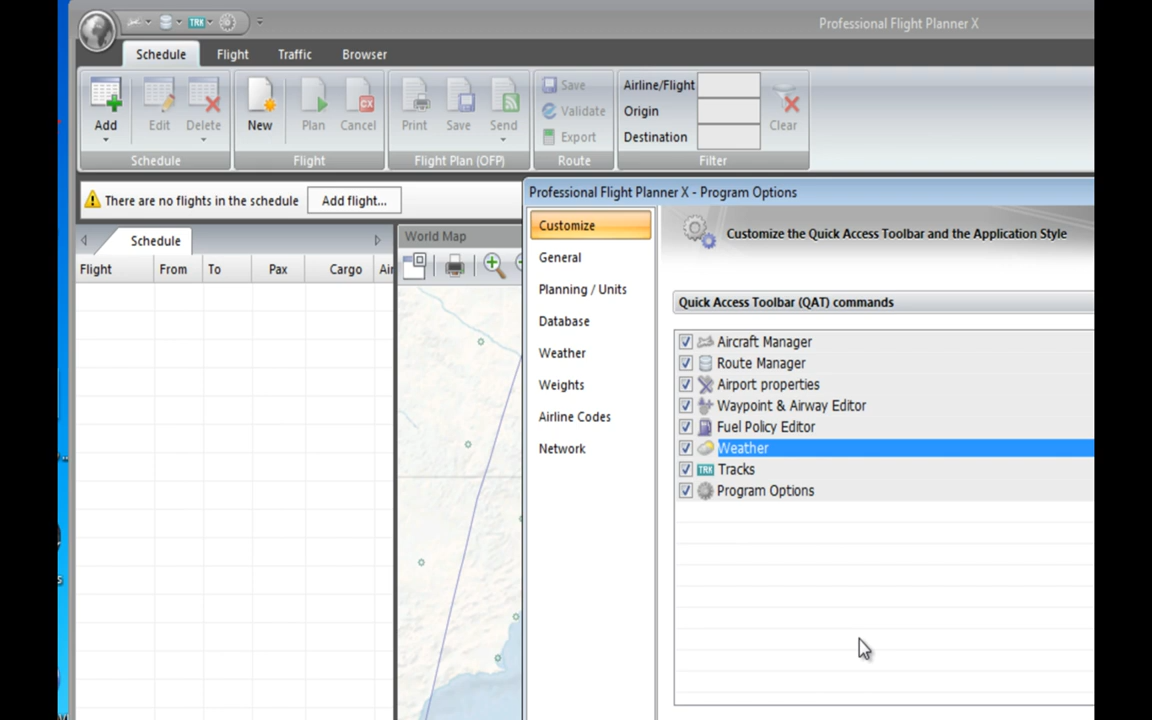 TRK
Professional Flight Planner X
Schedule
Flight
Traffic
Browser
Add
Edit
Delete
Schedule
New
Plan
CX
Cancel
Flight
Print
Save
Send
Flight Plan (OFP)
Save
Validate
Export
Route
Airline/Flight
Origin
Destination
Clear
Filter
There are no flights in the schedule
Add flight...
Schedule
Flight From To Pax Cargo Air
World Map
Professional Flight Planner X - Program Options
Customize
General
Planning / Units
Database
Weather
Weights
Airline Codes
Network
Customize the Quick Access Toolbar and the Application Style
Quick Access Toolbar (QAT) commands
Aircraft Manager
Route Manager
Airport properties
Waypoint & Airway Editor
Fuel Policy Editor
Weather
TRK Tracks
Program Options